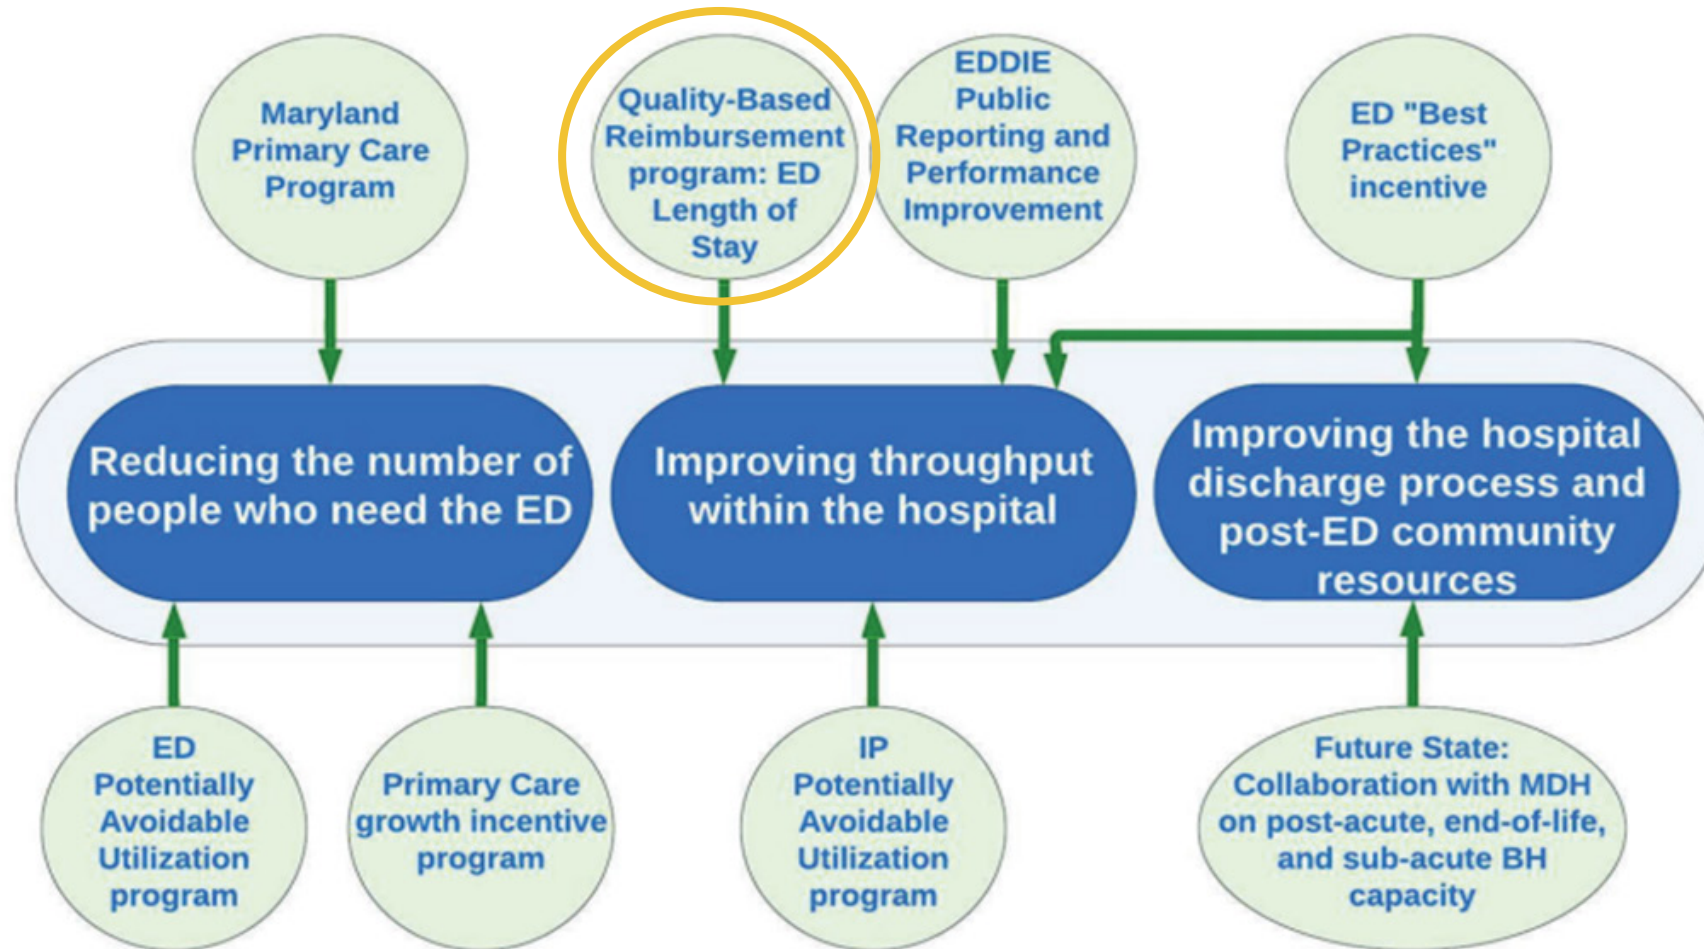 Maryland
Primary Care
Program
Quality-Based
Reimbursement
program: ED
Length of
Stay
EDDIE
Public
Reporting and
Performance
Improvement
ED "Best
Practices"
incentive
Reducing the number of
people who need the ED
Improving throughput
within the hospital
Improving the hospital
discharge process and
post-ED community
resources
ED
Potentially
Avoidable
Utilization
program
Primary Care
growth incentive
program
IP
Potentially
Avoidable
Utilization
program
Future State:
Collaboration with MDH
on post-acute, end-of-life,
and sub-acute BH
capacity